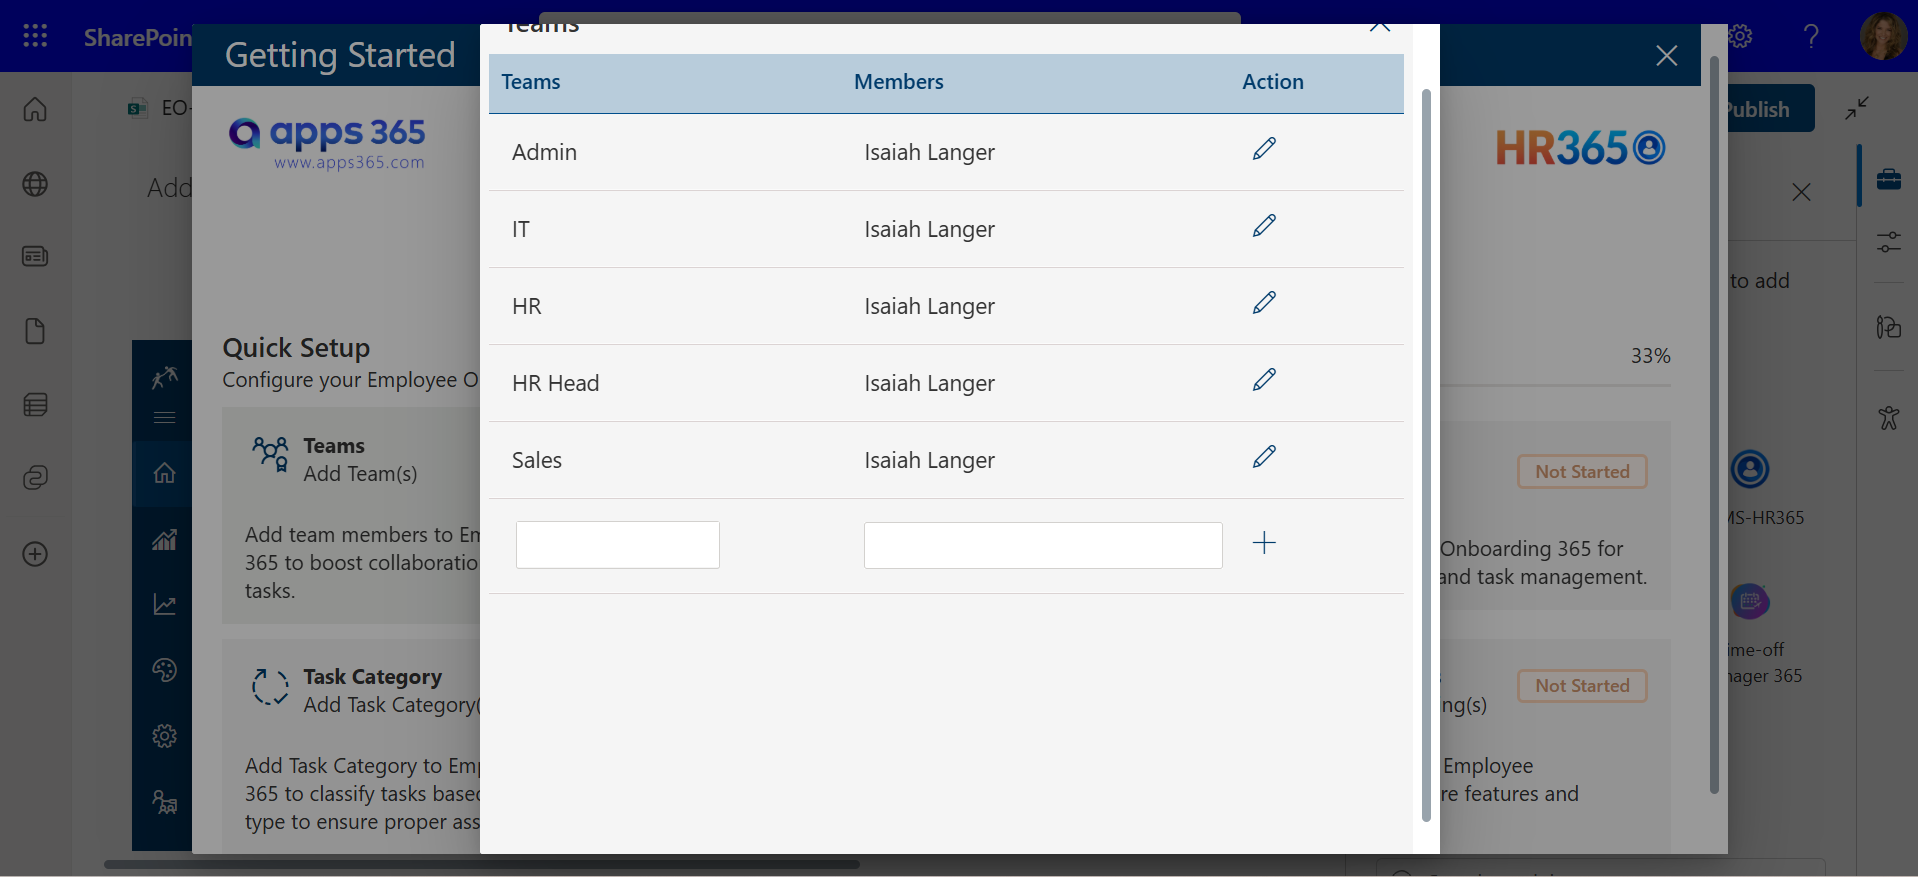 SharePoin
Getting Started
Teams
Teams Members Action
Admin Isaiah Langer
IT Isaiah Langer
HR Isaiah Langer
HR Head Isaiah Langer
Sales Isaiah Langer
EO-
Add
apps 365
www.apps365.com
HR365
Publish
to add
33%
Quick Setup
Configure your Employee O
Teams
Add Team(s)
Add team members to Em
365 to boost collaboratio
tasks.
Not Started
Onboarding 365 for
and task management.
MS-HR365
Task Category
Add Task Category(
Add Task Category to Emp
365 to classify tasks based
type to ensure proper ass
Not Started
ng(s)
Employee
re features and
ime-off
nager 365